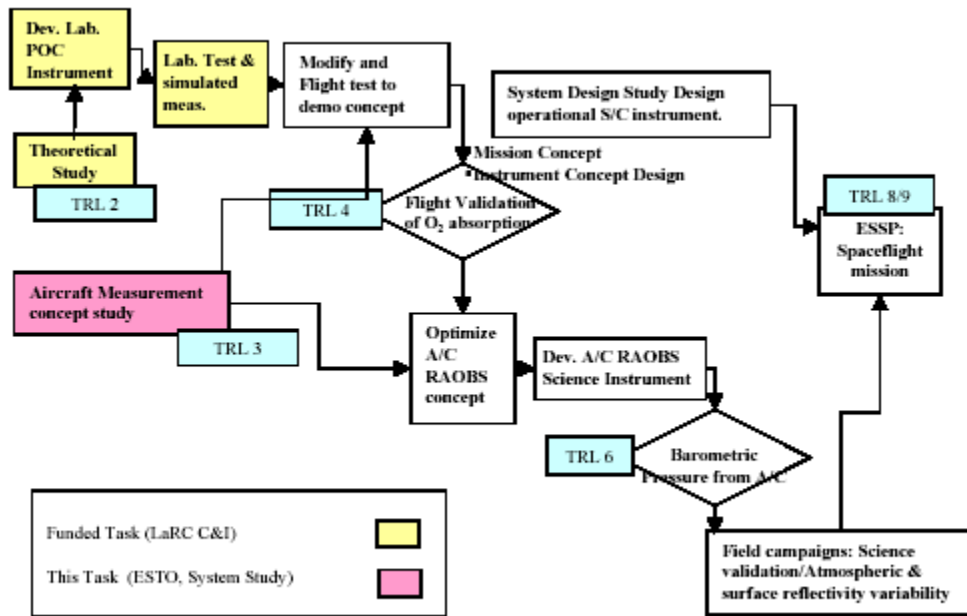 Dev. Lab.
POC
Instrument
Lab. Test &
simulated
meas.
Modify and
Flight test to
demo concept
System Design Study Design
operational S/C instrument.
Theoretical
Study
TRL 2
Mission Concept
Instrument Concept Design
TRL 4
Flight Validation
of O₂ absorption
TRL 8/9
ESSP:
Spaceflight
mission
Aircraft Measurement
concept study
TRL 3
Optimize
A/C
RAOBS
concept
Dev. A/C RAOBS
Science Instrument
TRL 6
Barometric
Pressure from A/C
Funded Task (LaRC C&I)
This Task (ESTO, System Study)
Field campaigns: Science
validation/Atmospheric &
surface reflectivity variability